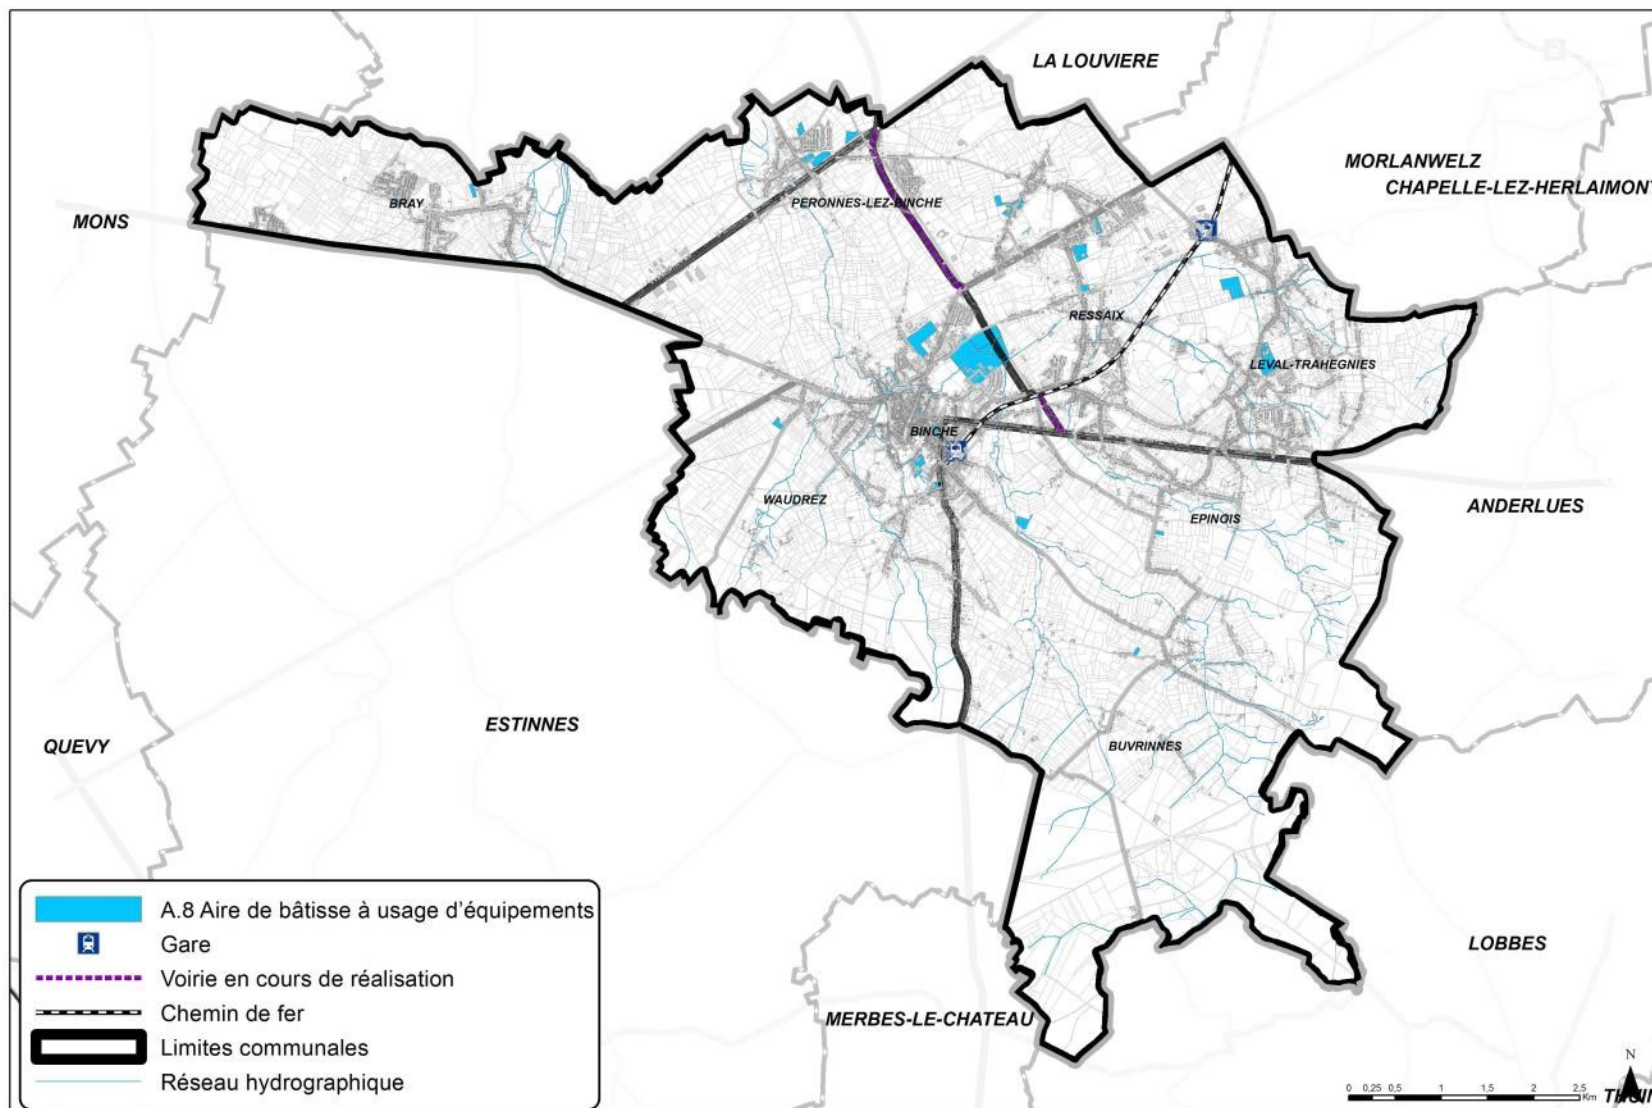 LA LOUVIERE
MORLANWELZ
CHAPELLE-LEZ-HERLAIMONT
MONS
BRAY
PERONNES-LEZ-BINCHE
RESSAIX
LEVAL-TRAHEGNIES
BINCHE
WAUDREZ
EPINOIS
ANDERLUES
ESTINNES
QUEVY
BUVRINNES
LOBBES
MERBES-LE-CHATEAU
A.8 Aire de bâtisse à usage d'équipements
Gare
Voirie en cours de réalisation
Chemin de fer
Limites communales
Réseau hydrographique
N
0 0,25 0,5 1 1,5 2 2,5
Km
THUIN